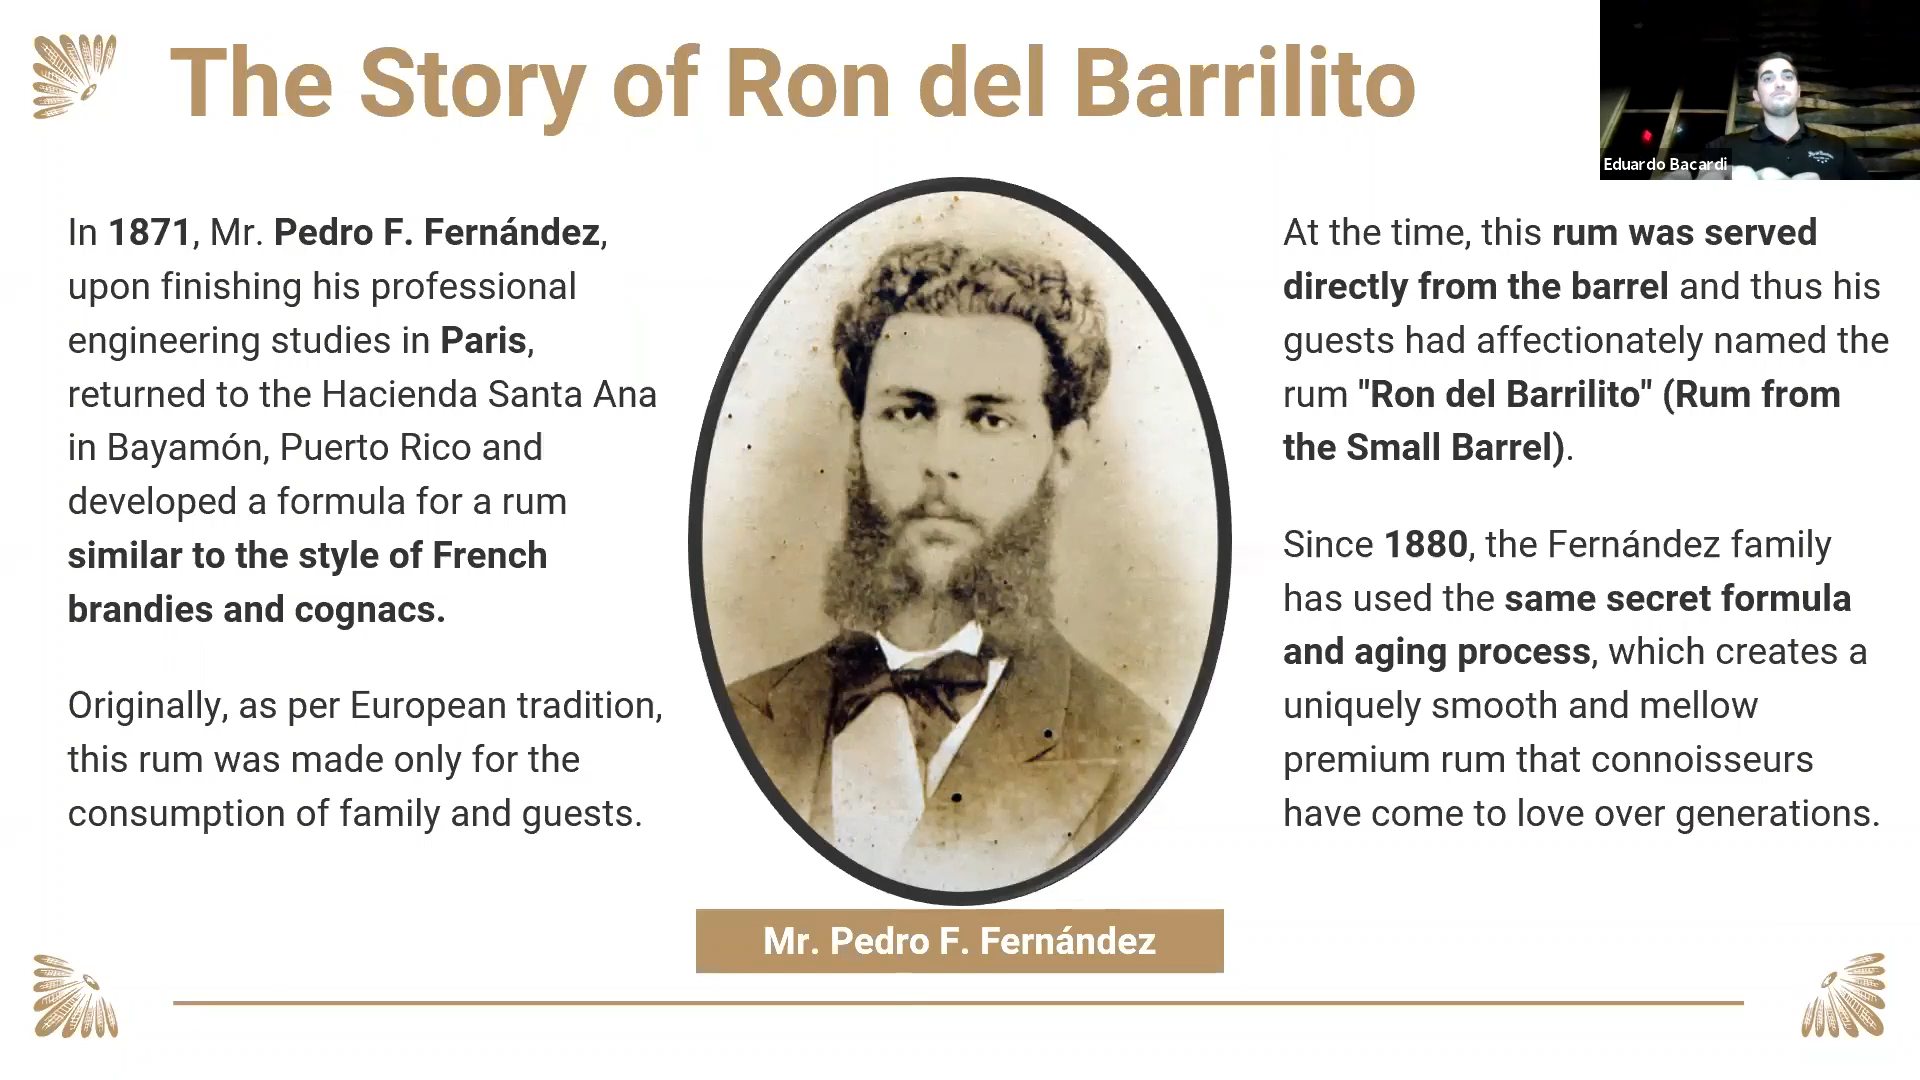 The Story of Ron del Barrilito
Eduardo Bacardi
In 1871, Mr. Pedro F. Fernández,
upon finishing his professional
engineering studies in Paris,
returned to the Hacienda Santa Ana
in Bayamón, Puerto Rico and
developed a formula for a rum
similar to the style of French
brandies and cognacs.
Originally, as per European tradition,
this rum was made only for the
consumption of family and guests.
Mr. Pedro F. Fernández
At the time, this rum was served
directly from the barrel and thus his
guests had affectionately named the
rum "Ron del Barrilito" (Rum from
the Small Barrel).
Since 1880, the Fernández family
has used the same secret formula
and aging process, which creates a
uniquely smooth and mellow
premium rum that connoisseurs
have come to love over generations.